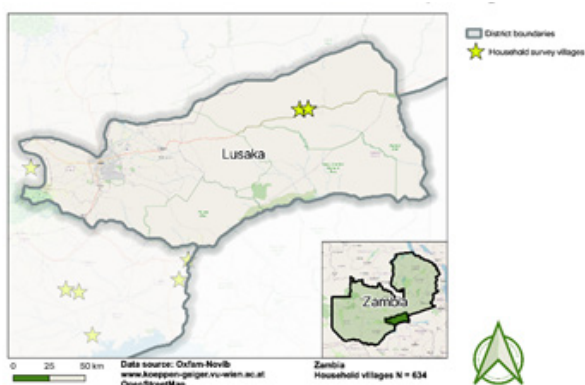 District boundaries
Household survey villages
Lusaka
Zambia
0 25 50 km
Data source: Oxfam-Novib
www.koeppen-geiger.vu-wien.ac.at
OpenStreetMap
Zambia
Household villages N = 634